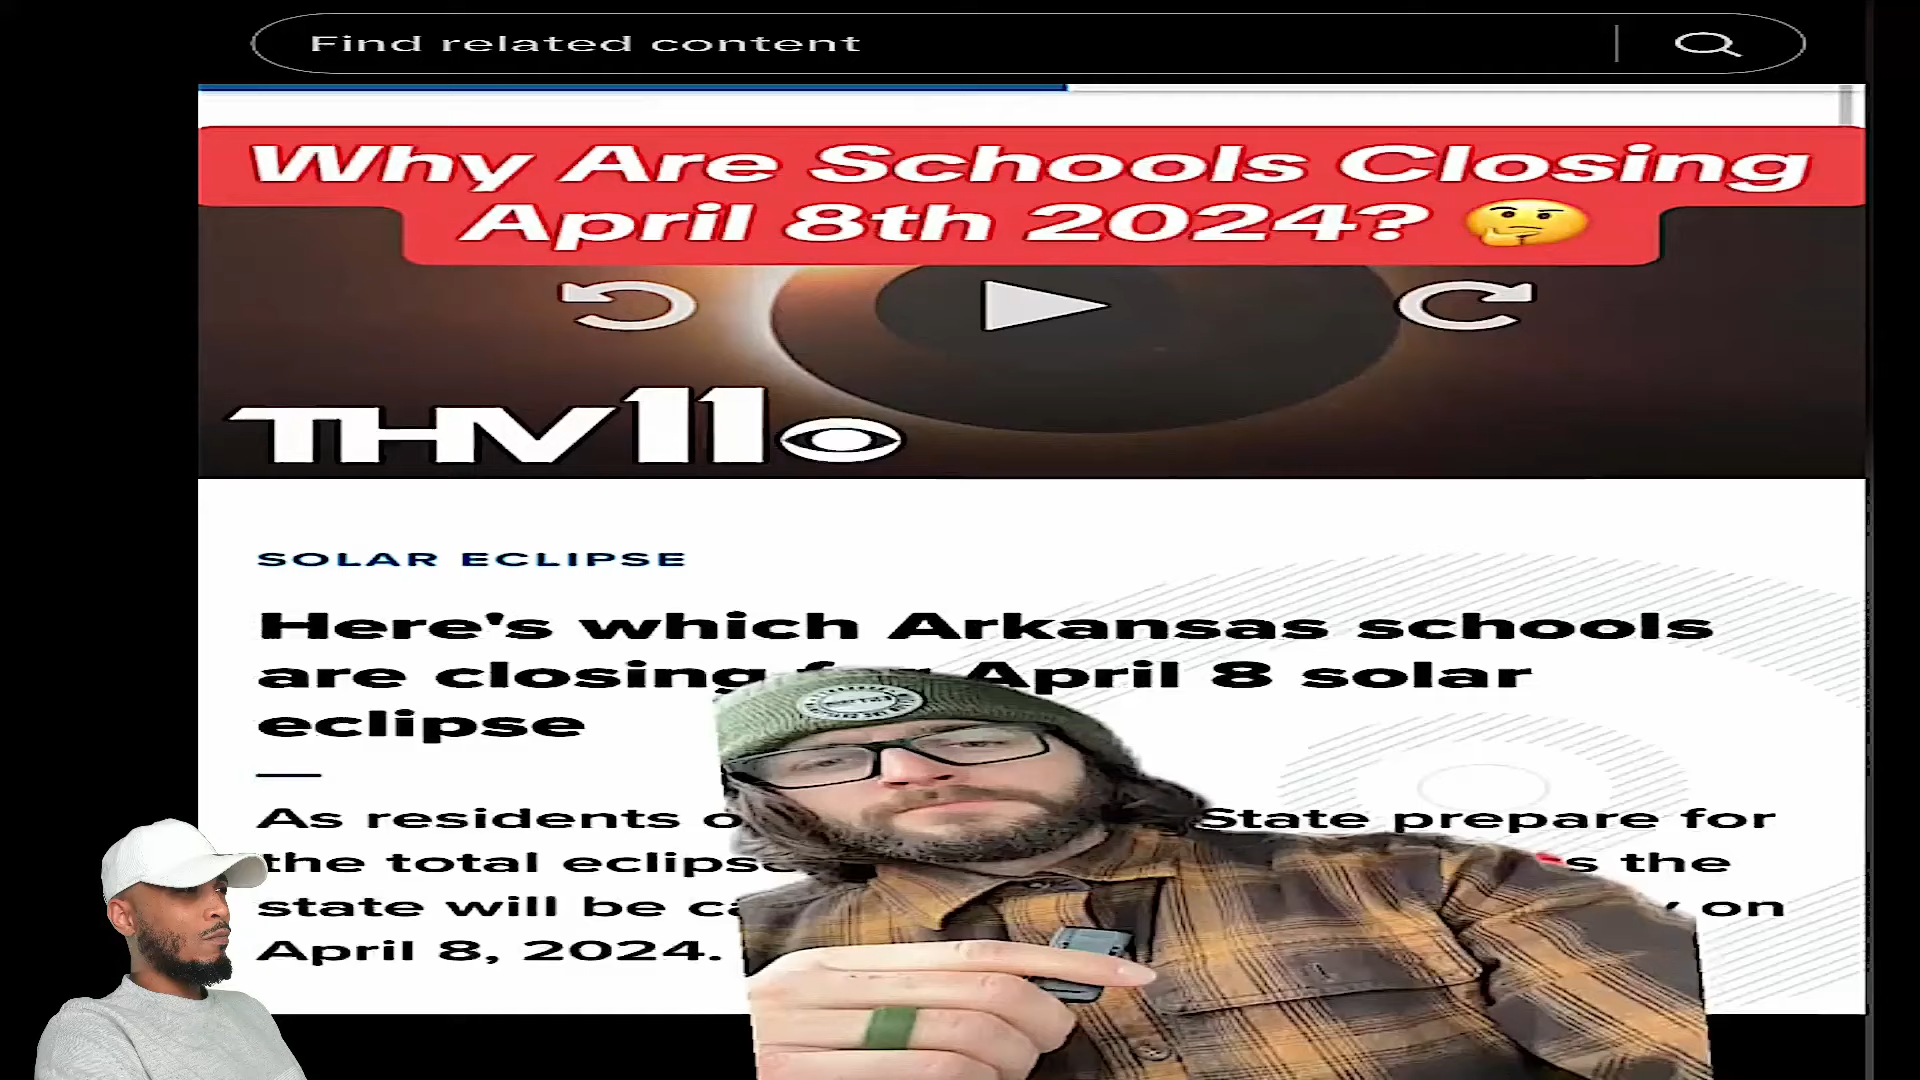 Find related content
Why Are Schools Closing
April 8th 2024?
THV11
SOLAR ECLIPSE
Here's which Arkansas schools
are closing for April 8 solar
eclipse
As residents State prepare for
the total s the
state will be on
April 8, 2024.